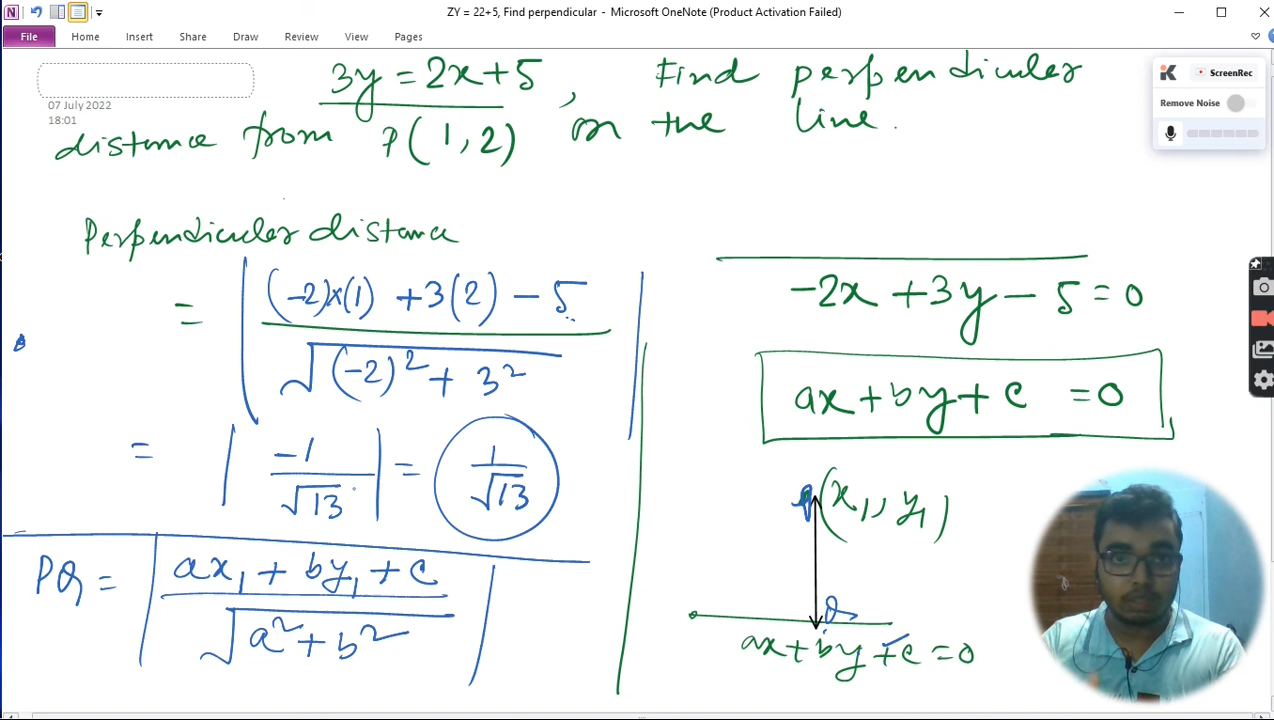 ZY = 22+5, Find perpendicular - Microsoft OneNote (Product Activation Failed)
File Home Insert Share Draw Review View Pages
ScreenRec
Remove Noise
07 July 2022
18:01
3y = 2x+5, Find perpendicular
distance from P(1,2) on the line.
Perpendicular distance
= | (-2)x(1) + 3(2) - 5 / √(-2)² + 3² |
= | -1 / √13 | = 1 / √13
PQ = | ax₁ + by₁ + c / √a² + b² |
-2x + 3y - 5 = 0
ax + by + c = 0
P(x₁, y₁)
Q
ax + by + c = 0